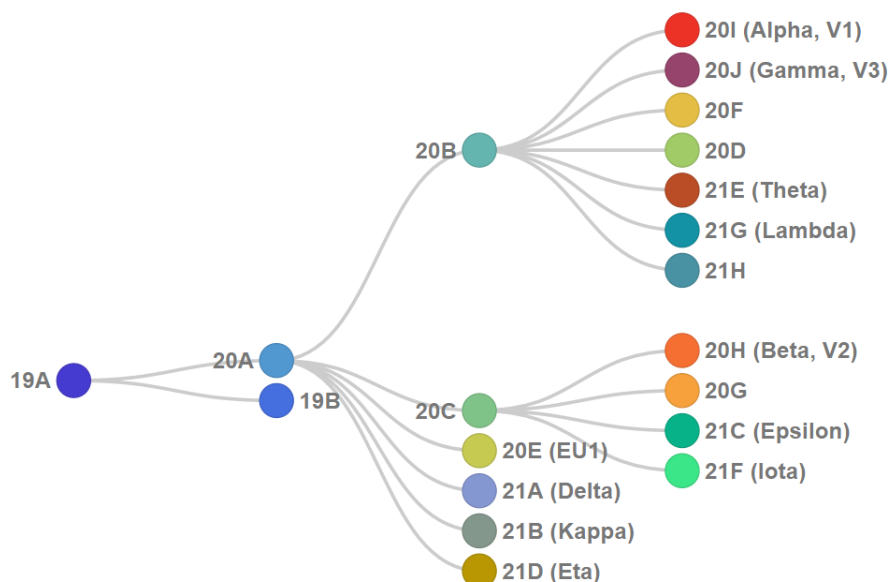 20I (Alpha, V1)
20J (Gamma, V3)
20F
20B
20D
21E (Theta)
21G (Lambda)
21H
20H (Beta, V2)
20A
19A
20G
19B
20C
21C (Epsilon)
20E (EU1)
21F (Iota)
21A (Delta)
21B (Kappa)
21D (Eta)